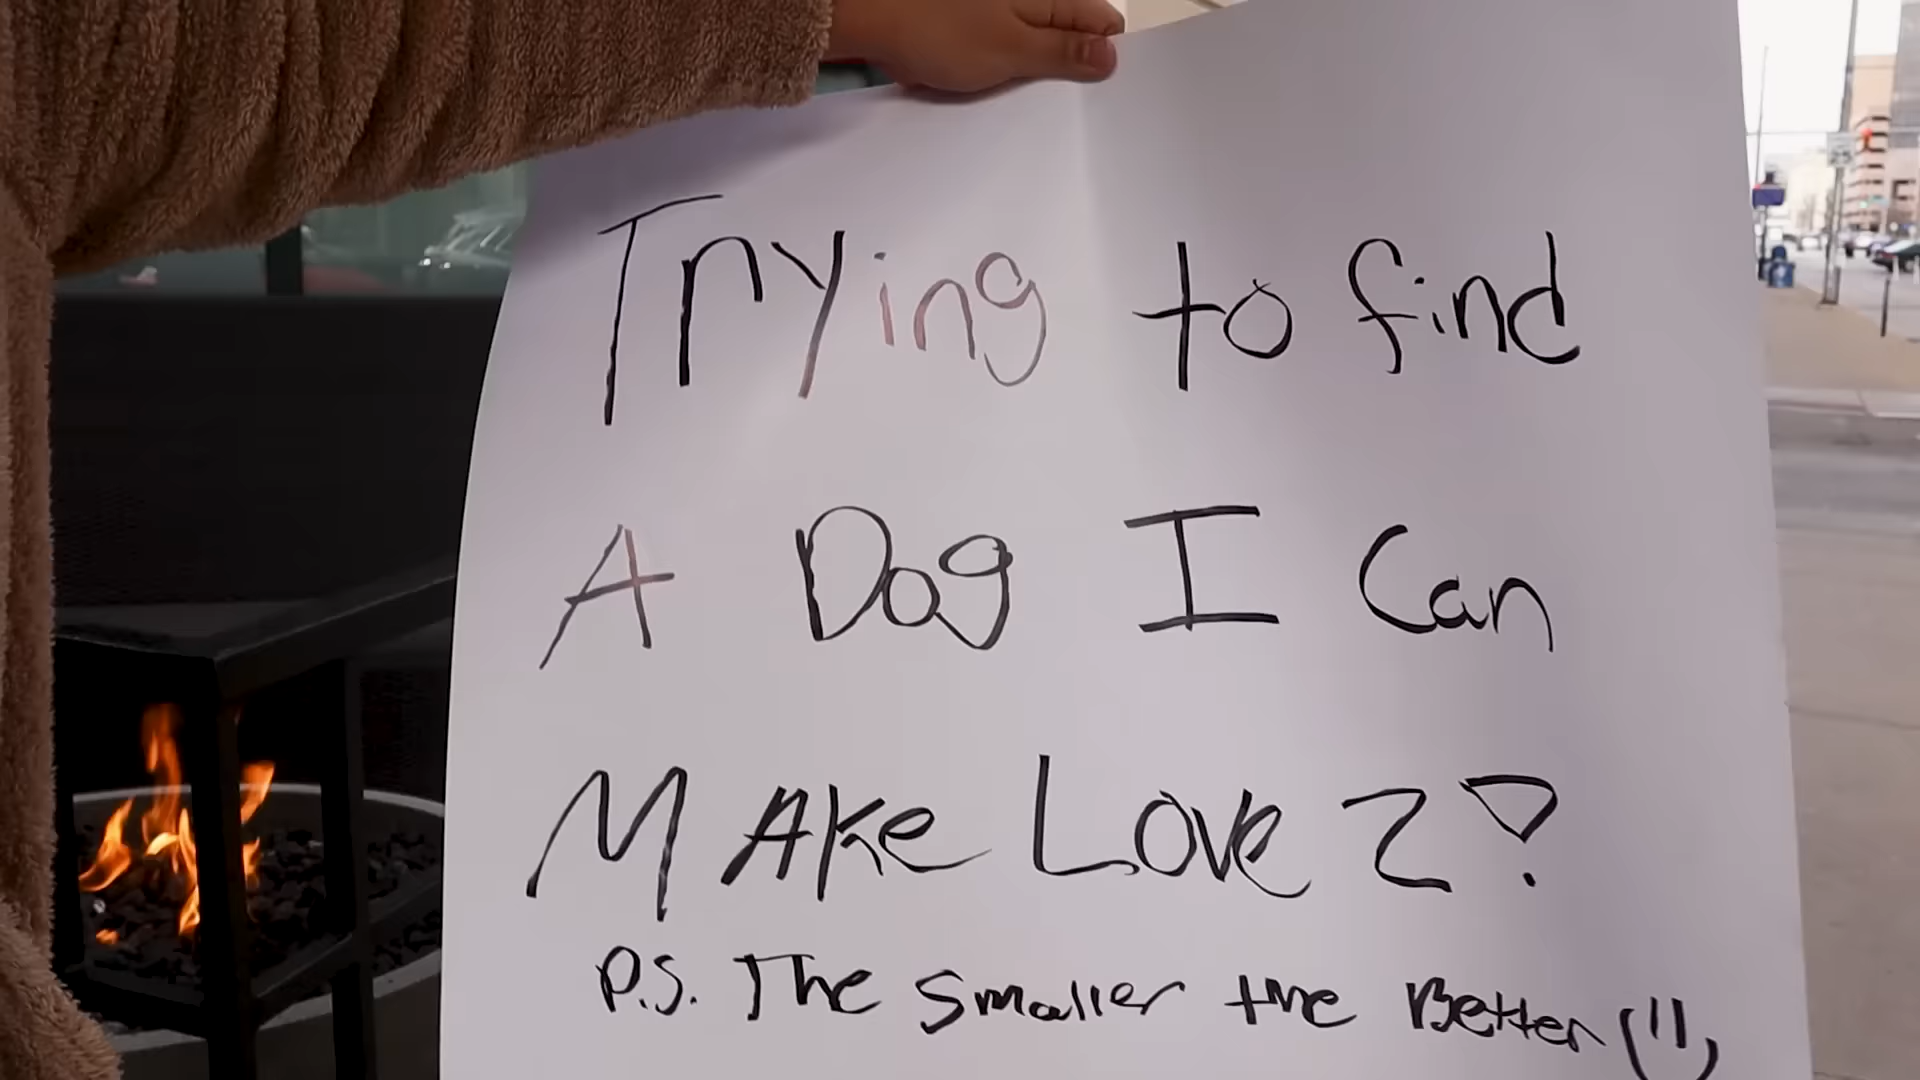 Trying to find
A Dog I Can
MAke Love 2?
P.S. The Smaller the Better (")